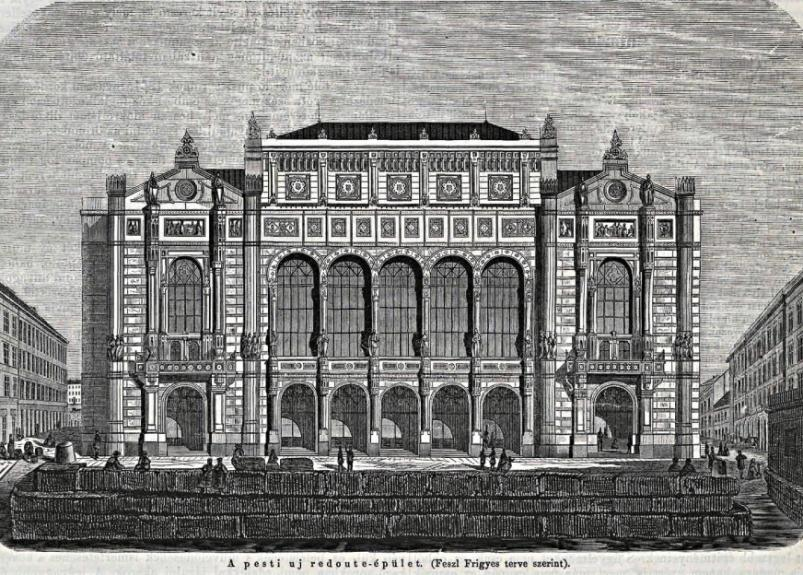 A pesti uj redoute-épület. (Feszl Frigyes terve szerint).